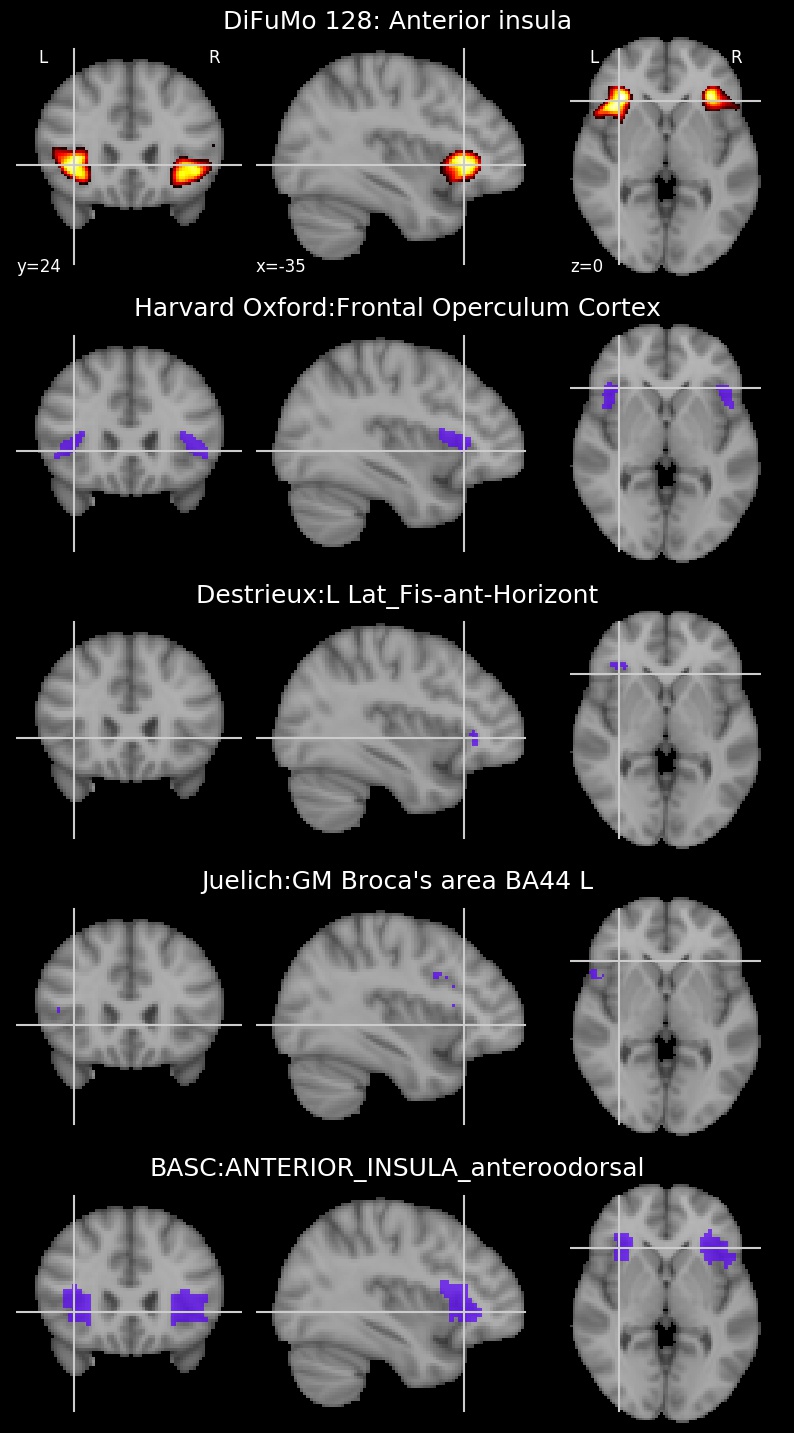 DiFuMo 128: Anterior insula
L R L R
y=24 x=-35 z=0
Harvard Oxford:Frontal Operculum Cortex
Destrieux:L Lat_Fis-ant-Horizont
Juelich:GM Broca's area BA44 L
BASC:ANTERIOR_INSULA_anteroodorsal